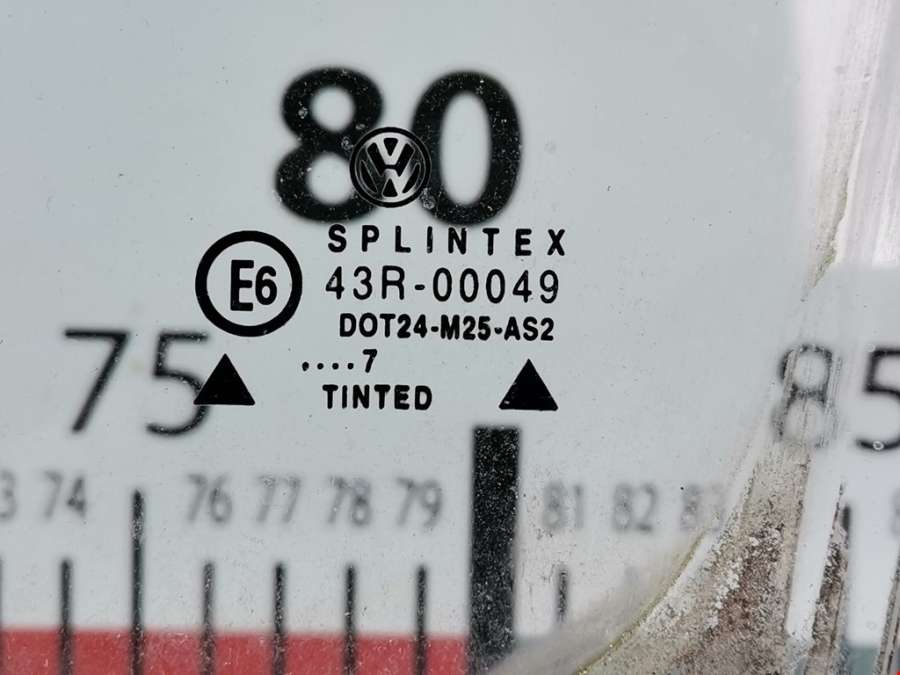 80
SPLINTEX
E6 43R-00049
DOT24-M25-AS2
....7
TINTED
75 85
74 76 77 78 79 81 82 83